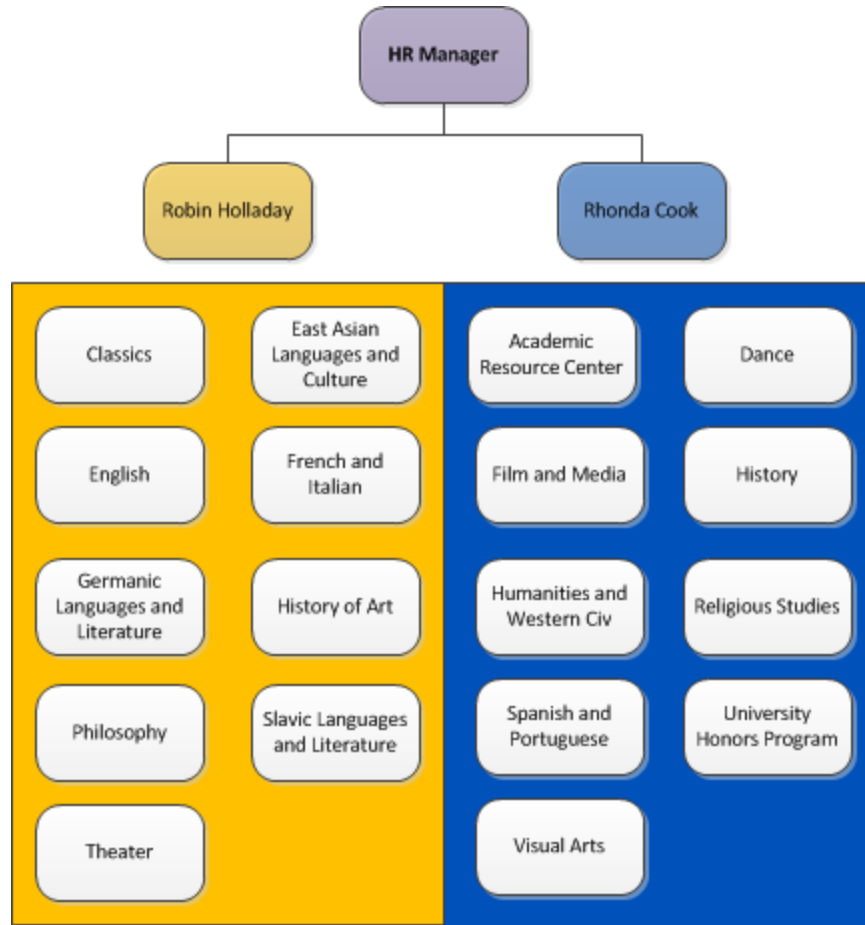 HR Manager
Robin Holladay
Rhonda Cook
Classics
East Asian
Languages and
Culture
English
French and
Italian
Germanic
Languages and
Literature
History of Art
Philosophy
Slavic Languages
and Literature
Theater
Academic
Resource Center
Dance
Film and Media
History
Humanities and
Western Civ
Religious Studies
Spanish and
Portuguese
University
Honors Program
Visual Arts